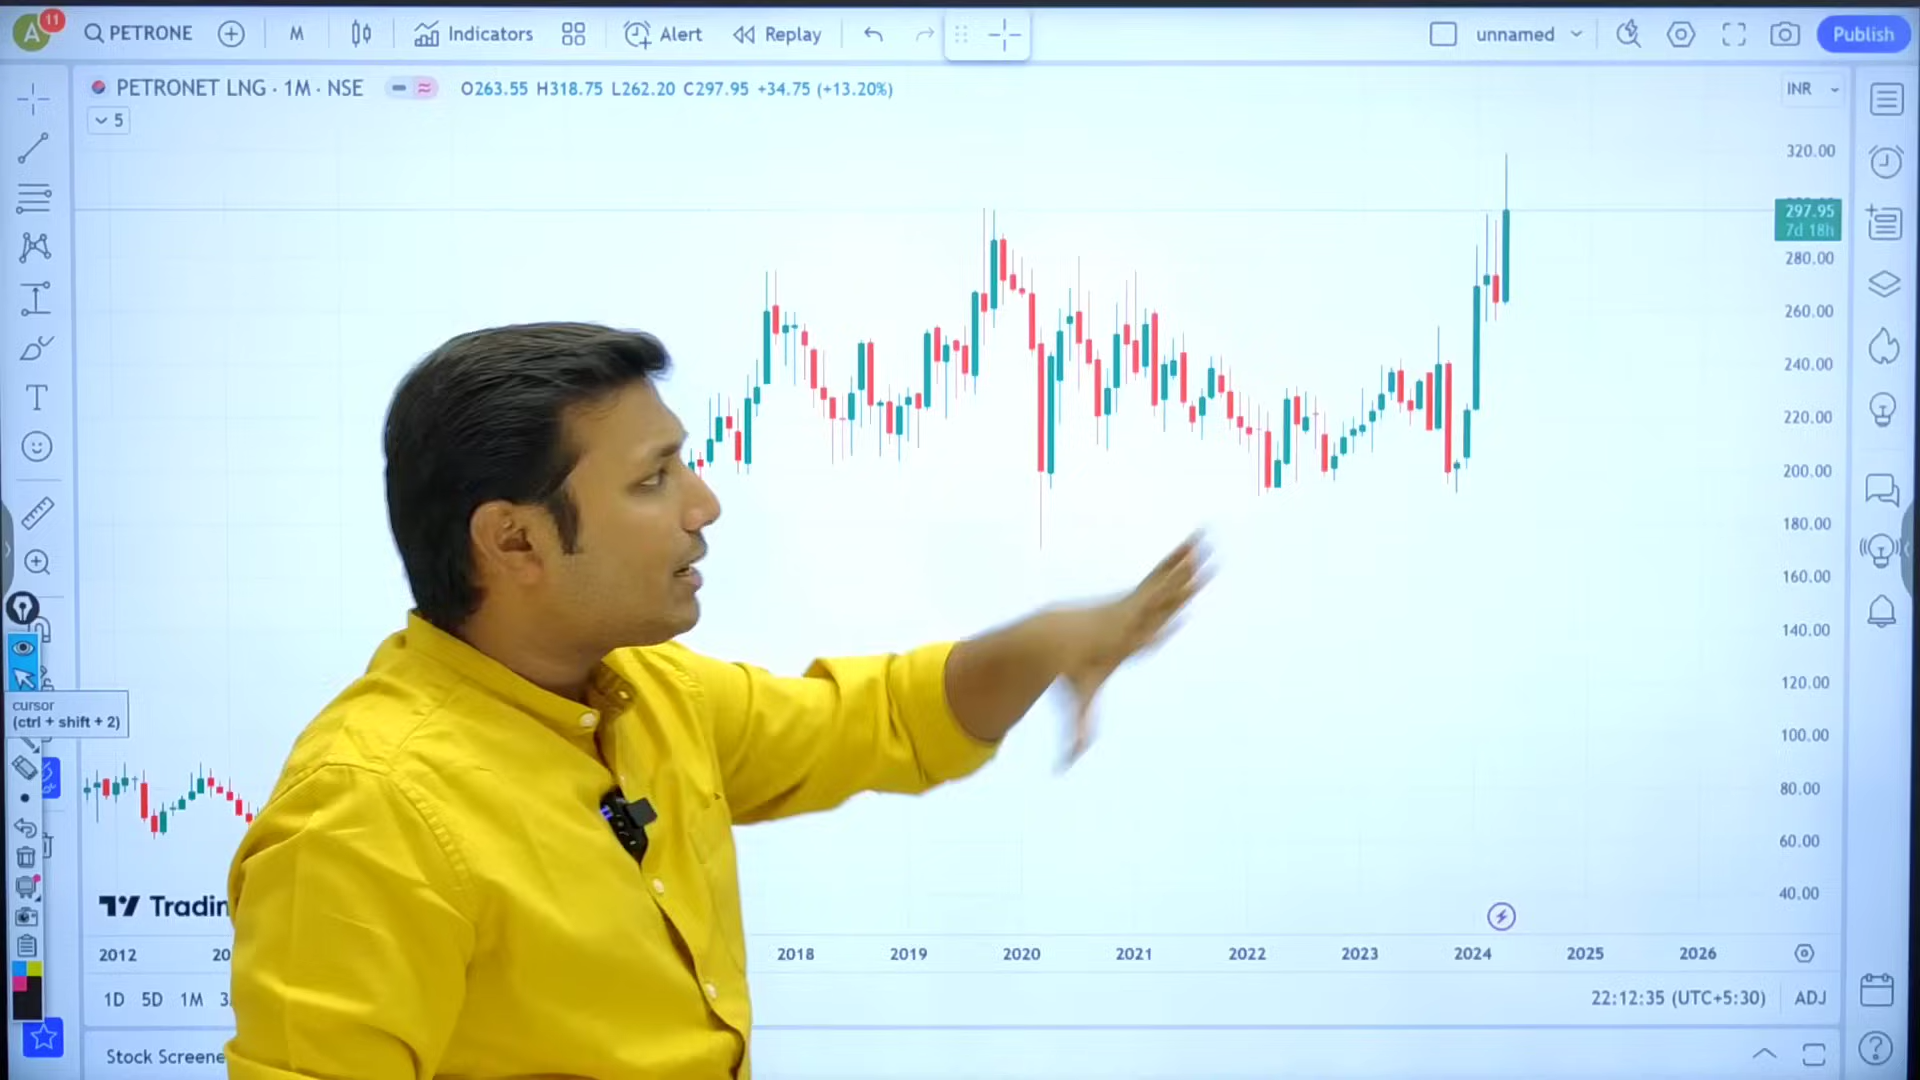 A 11 PETRONE M Indicators Alert Replay unnamed Publish
PETRONET LNG · 1M · NSE O263.55 H318.75 L262.20 C297.95 +34.75 (+13.20%) INR
5
320.00
297.95
7d 18h
280.00
260.00
240.00
220.00
200.00
180.00
160.00
140.00
120.00
100.00
80.00
60.00
40.00
cursor
(ctrl + shift + 2)
Tradin
2012 20 2018 2019 2020 2021 2022 2023 2024 2025 2026
1D 5D 1M 3 22:12:35 (UTC+5:30) ADJ
Stock Screene